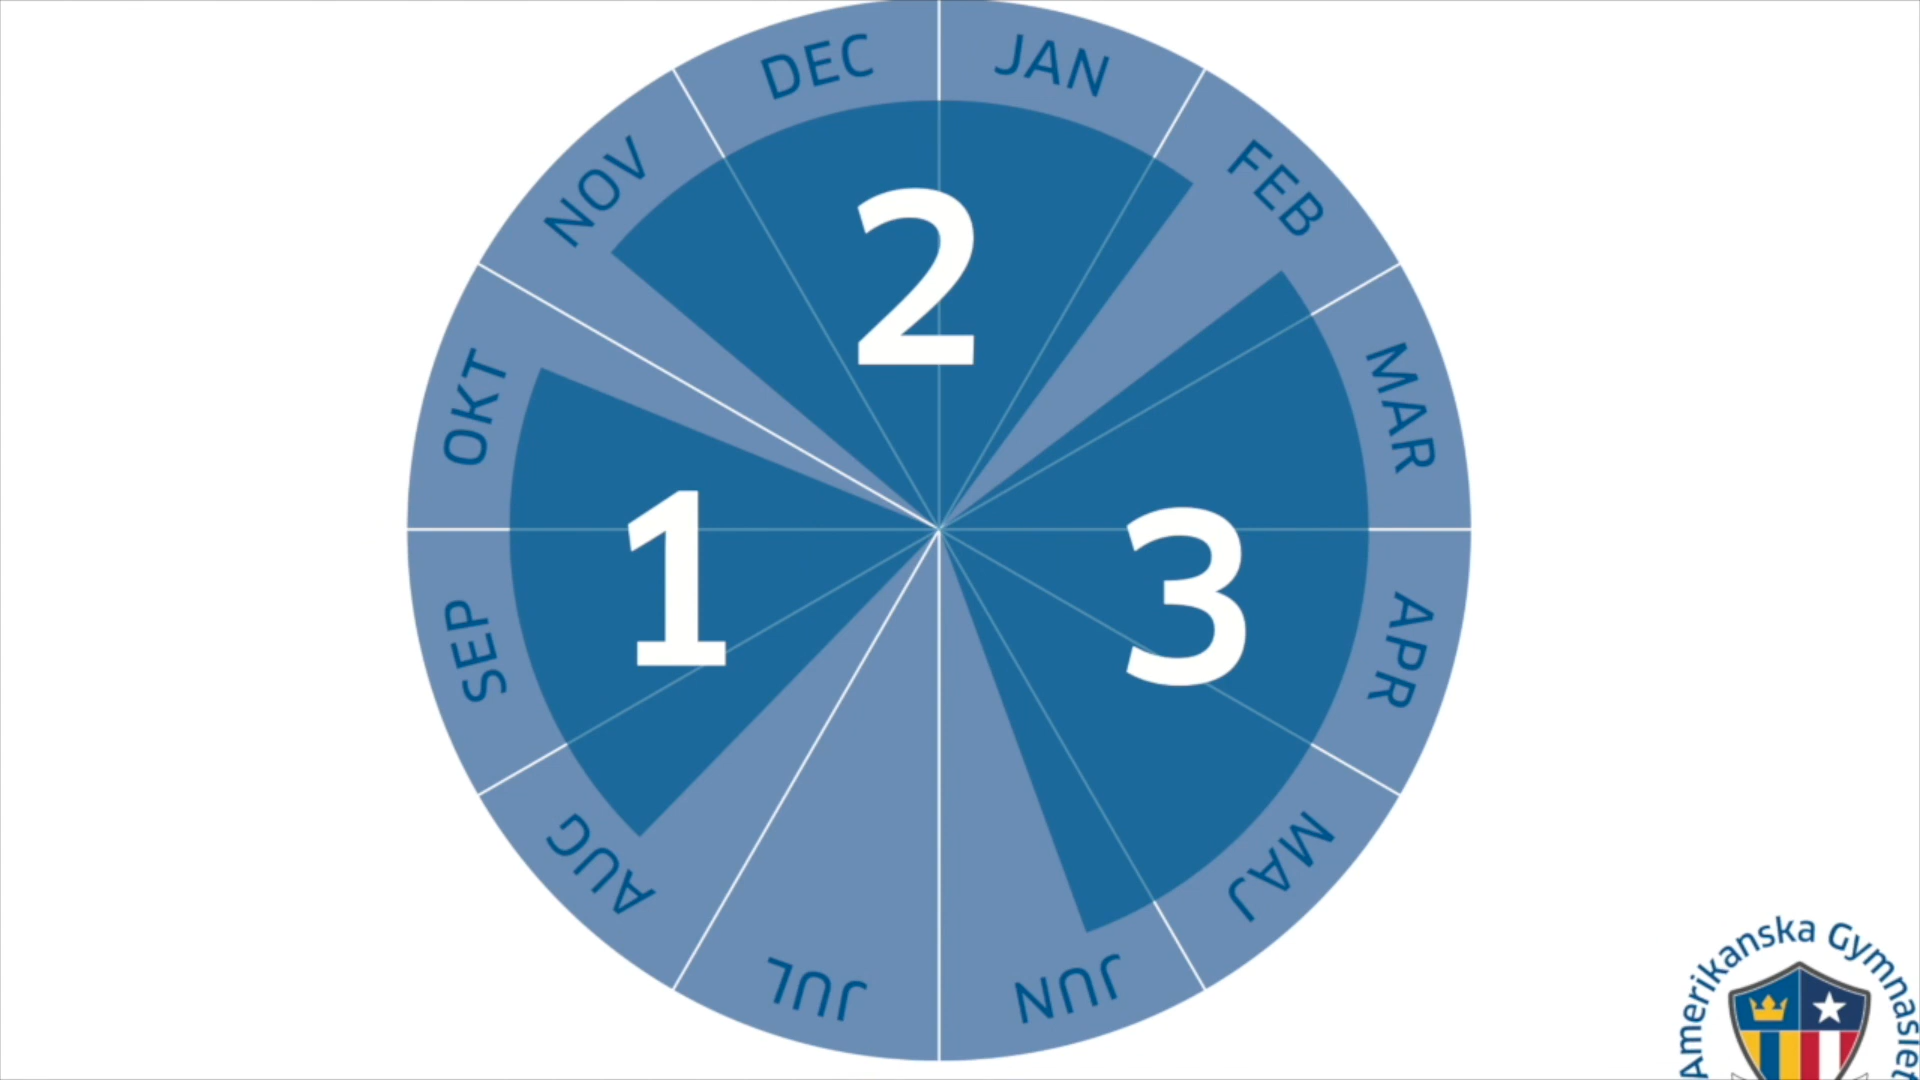 JAN
FEB
MAR
APR
MAJ
JUN
JUL
AUG
SEP
OKT
NOV
DEC
1
2
3
Amerikanska Gymnasiet